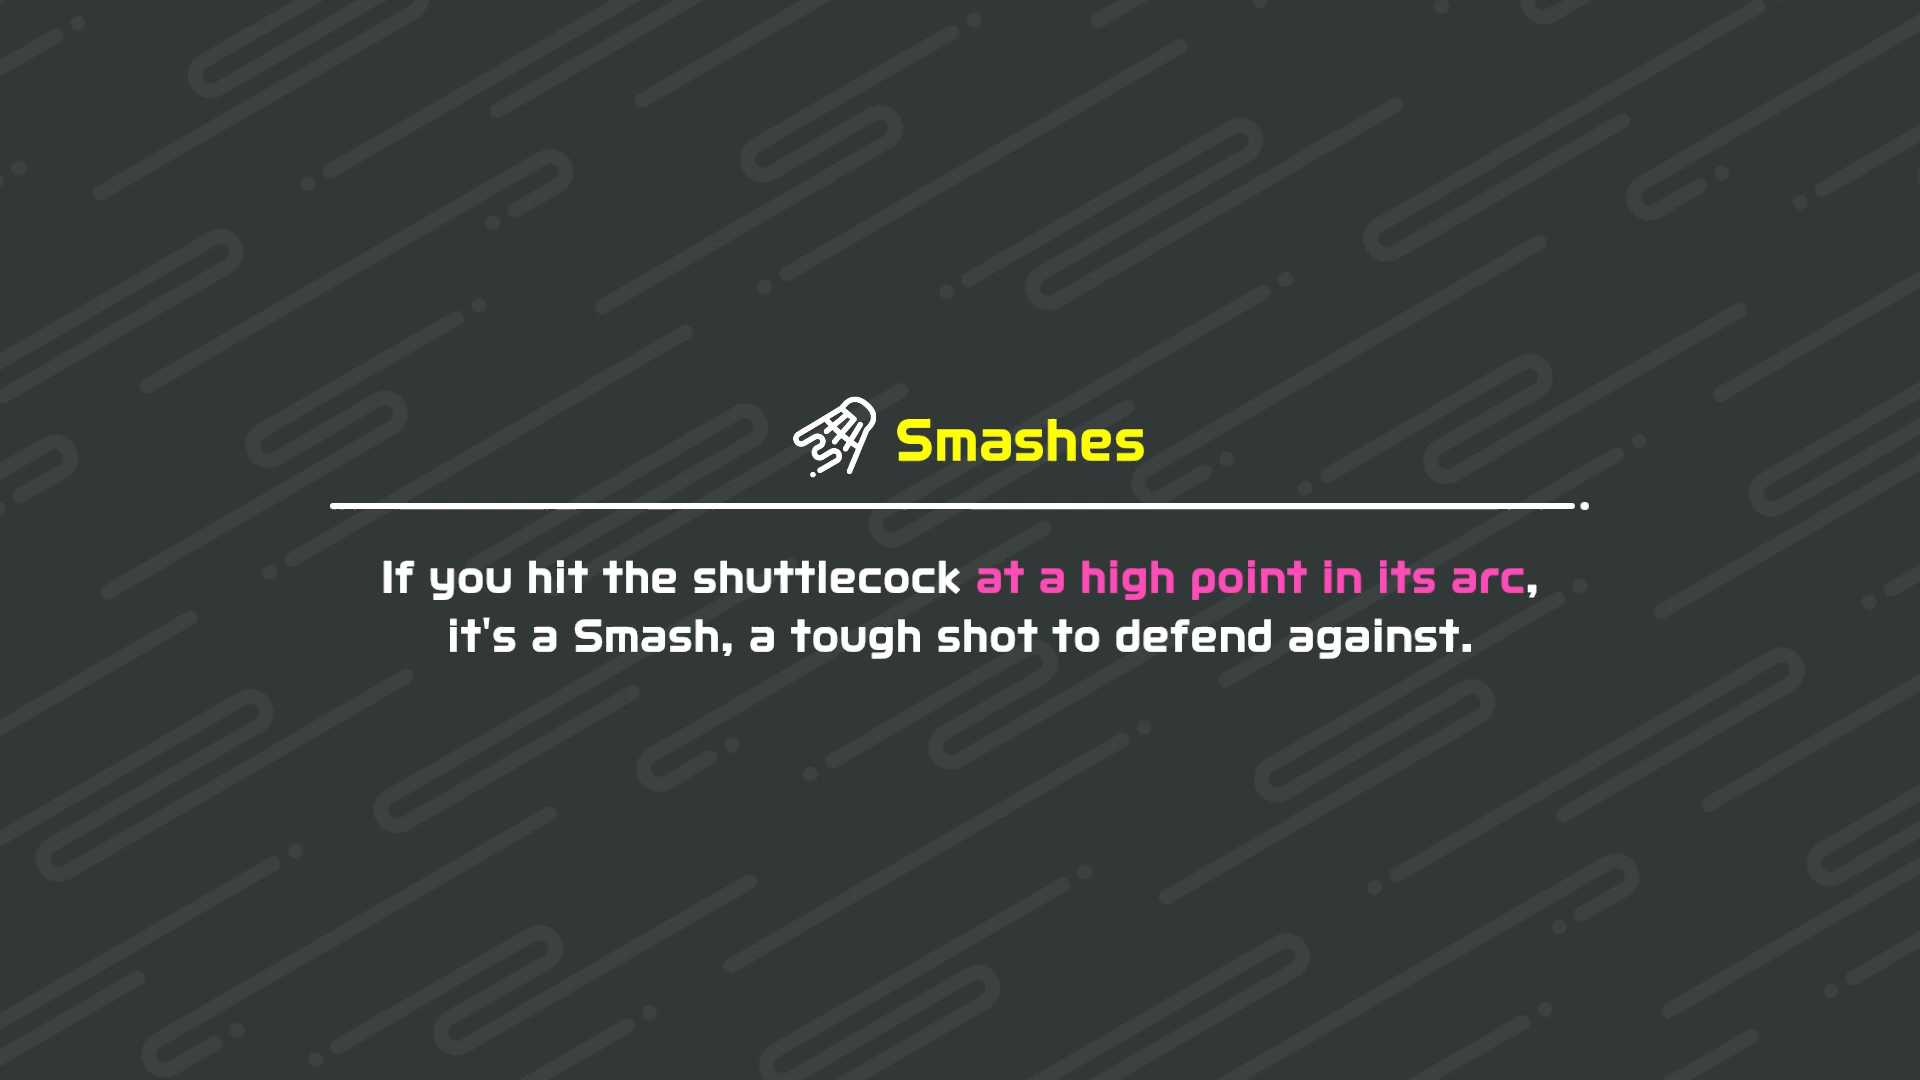 Smashes
If you hit the shuttlecock at a high point in its arc,
it's a Smash, a tough shot to defend against.